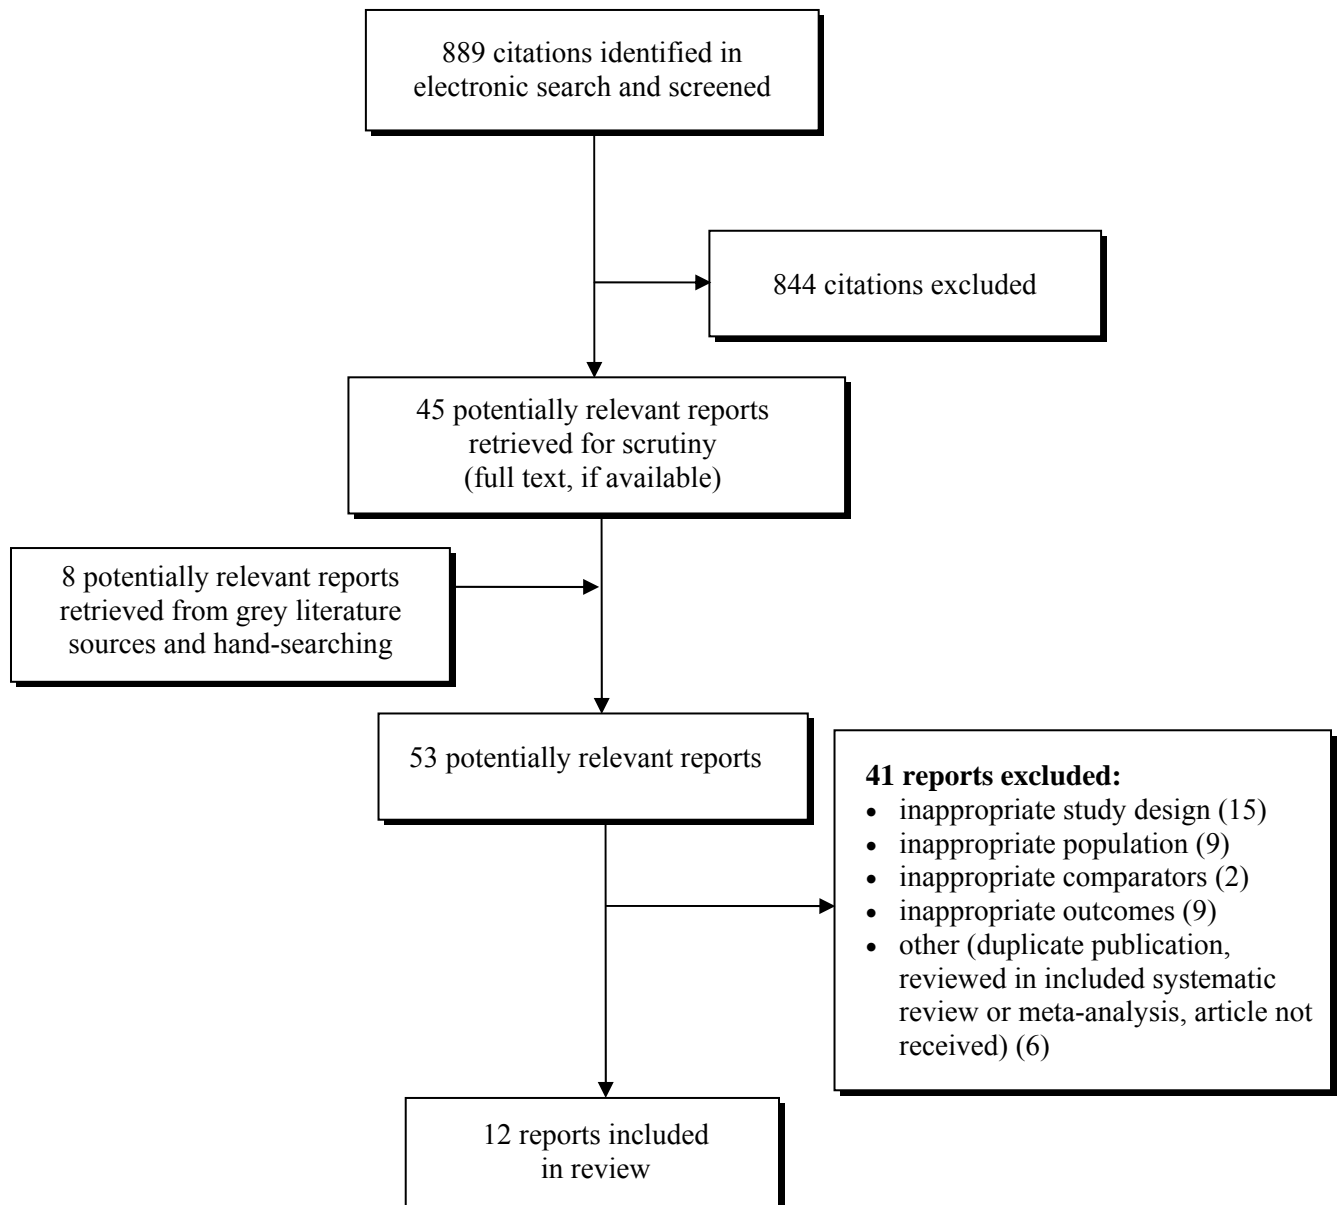 889 citations identified in
electronic search and screened
844 citations excluded
45 potentially relevant reports
retrieved for scrutiny
(full text, if available)
8 potentially relevant reports
retrieved from grey literature
sources and hand-searching
53 potentially relevant reports
41 reports excluded:
• inappropriate study design (15)
• inappropriate population (9)
• inappropriate comparators (2)
• inappropriate outcomes (9)
• other (duplicate publication,
reviewed in included systematic
review or meta-analysis, article not
received) (6)
12 reports included
in review